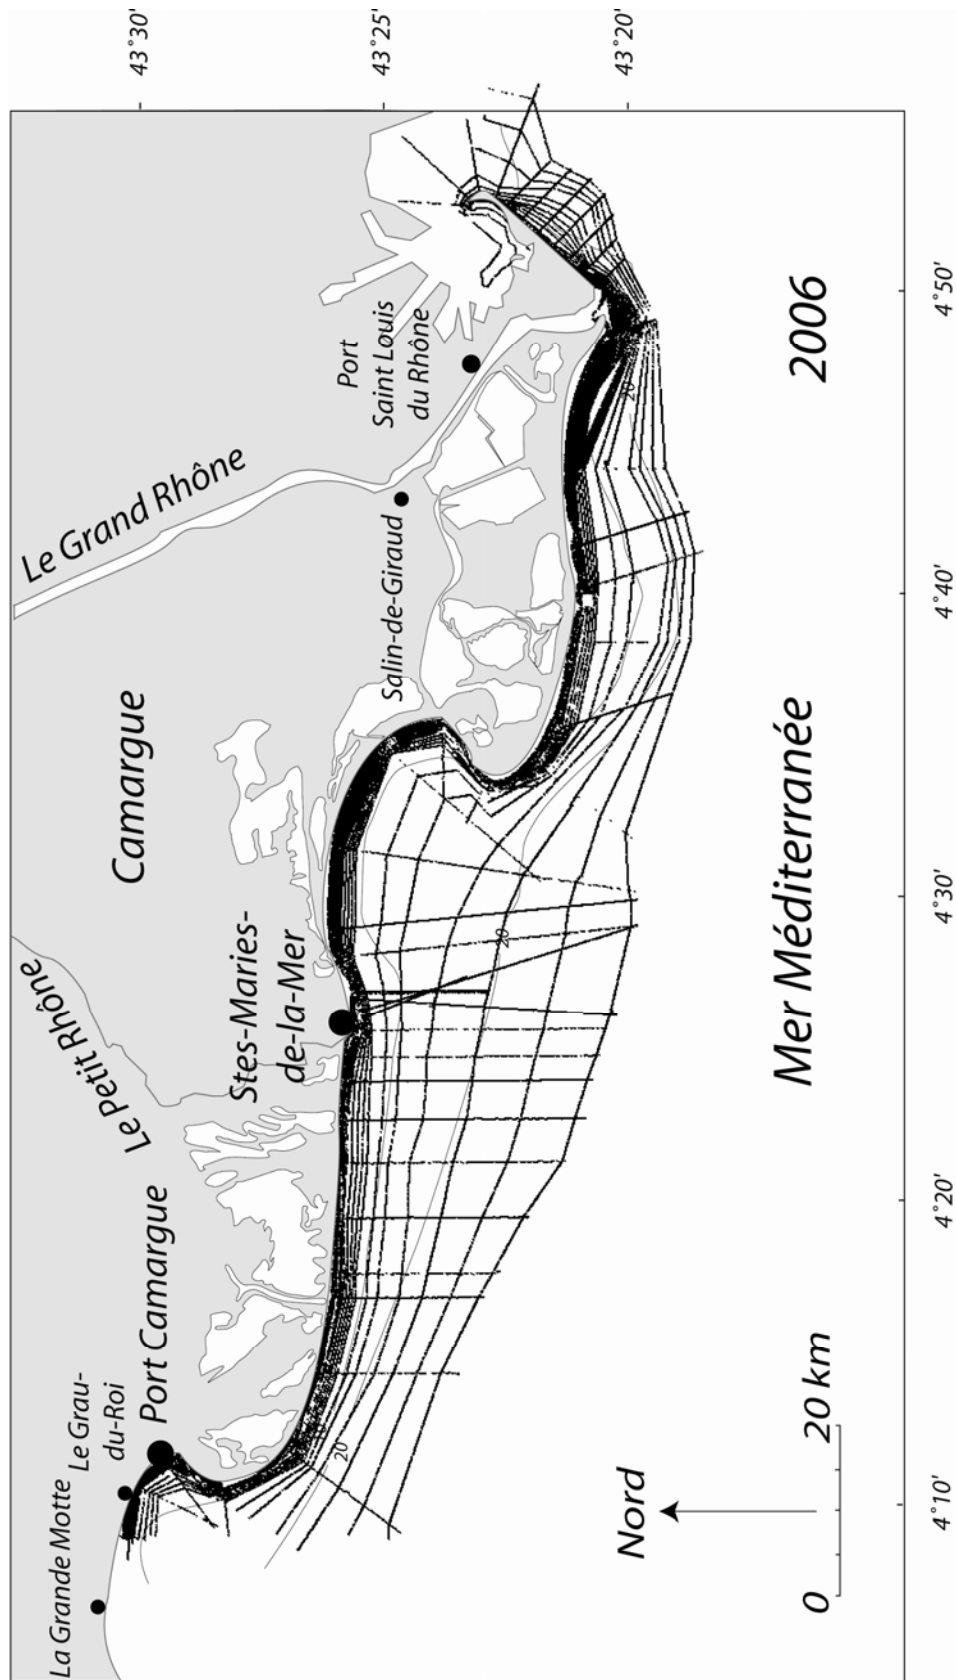 43˚30'
43˚25'
43˚20'
La Grande Motte
Le Grau-
du-Roi
Port Camargue
Le Petit Rhône
Camargue
Le Grand Rhône
Stes-Maries-
de-la-Mer
Salin-de-Giraud
Port
Saint Louis
du Rhône
20
20
20
Nord
0
20 km
Mer Méditerranée
2006
4˚10'
4˚20'
4˚30'
4˚40'
4˚50'